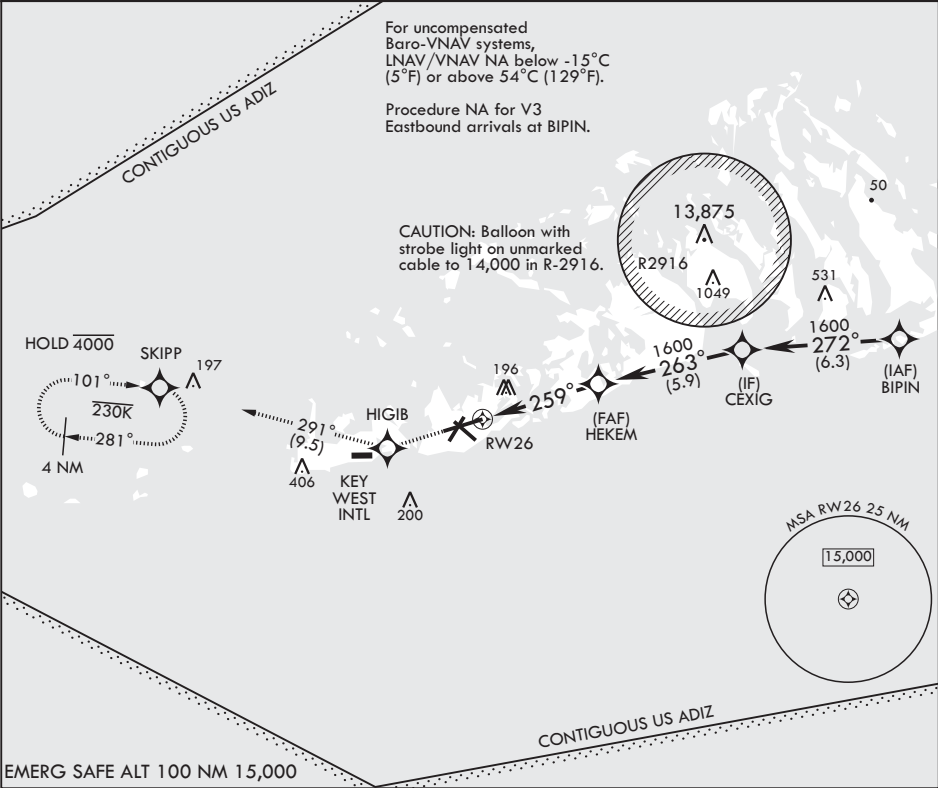 For uncompensated
Baro-VNAV systems,
LNAV/VNAV NA below -15°C
(5°F) or above 54°C (129°F).
Procedure NA for V3
Eastbound arrivals at BIPIN.
CONTIGUOUS US ADIZ
50
13,875
CAUTION: Balloon with
strobe light on unmarked
cable to 14,000 in R-2916.
R2916
1049
531
1600
272°
(6.3)
(IAF)
BIPIN
1600
263°
(5.9)
(IF)
CEXIG
HOLD 4000
SKIPP
197
101°
230K
281°
4 NM
196
259°
(FAF)
HEKEM
HIGIB
RW26
291°
(9.5)
406
KEY
WEST
INTL
200
MSA RW26 25 NM
15,000
CONTIGUOUS US ADIZ
EMERG SAFE ALT 100 NM 15,000